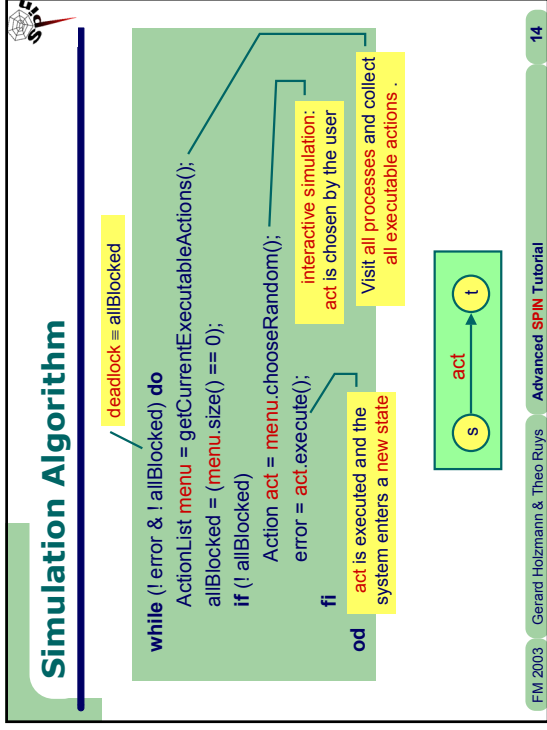 Spin
Simulation Algorithm
deadlock ≡ allBlocked
while (! error & ! allBlocked) do
ActionList menu = getCurrentExecutableActions();
allBlocked = (menu.size() == 0);
if (! allBlocked)
Action act = menu.chooseRandom();
error = act.execute();
fi
od
interactive simulation:
act is chosen by the user
act is executed and the
system enters a new state
Visit all processes and collect
all executable actions .
s
act
t
FM 2003
Gerard Holzmann & Theo Ruys
Advanced SPIN Tutorial
14